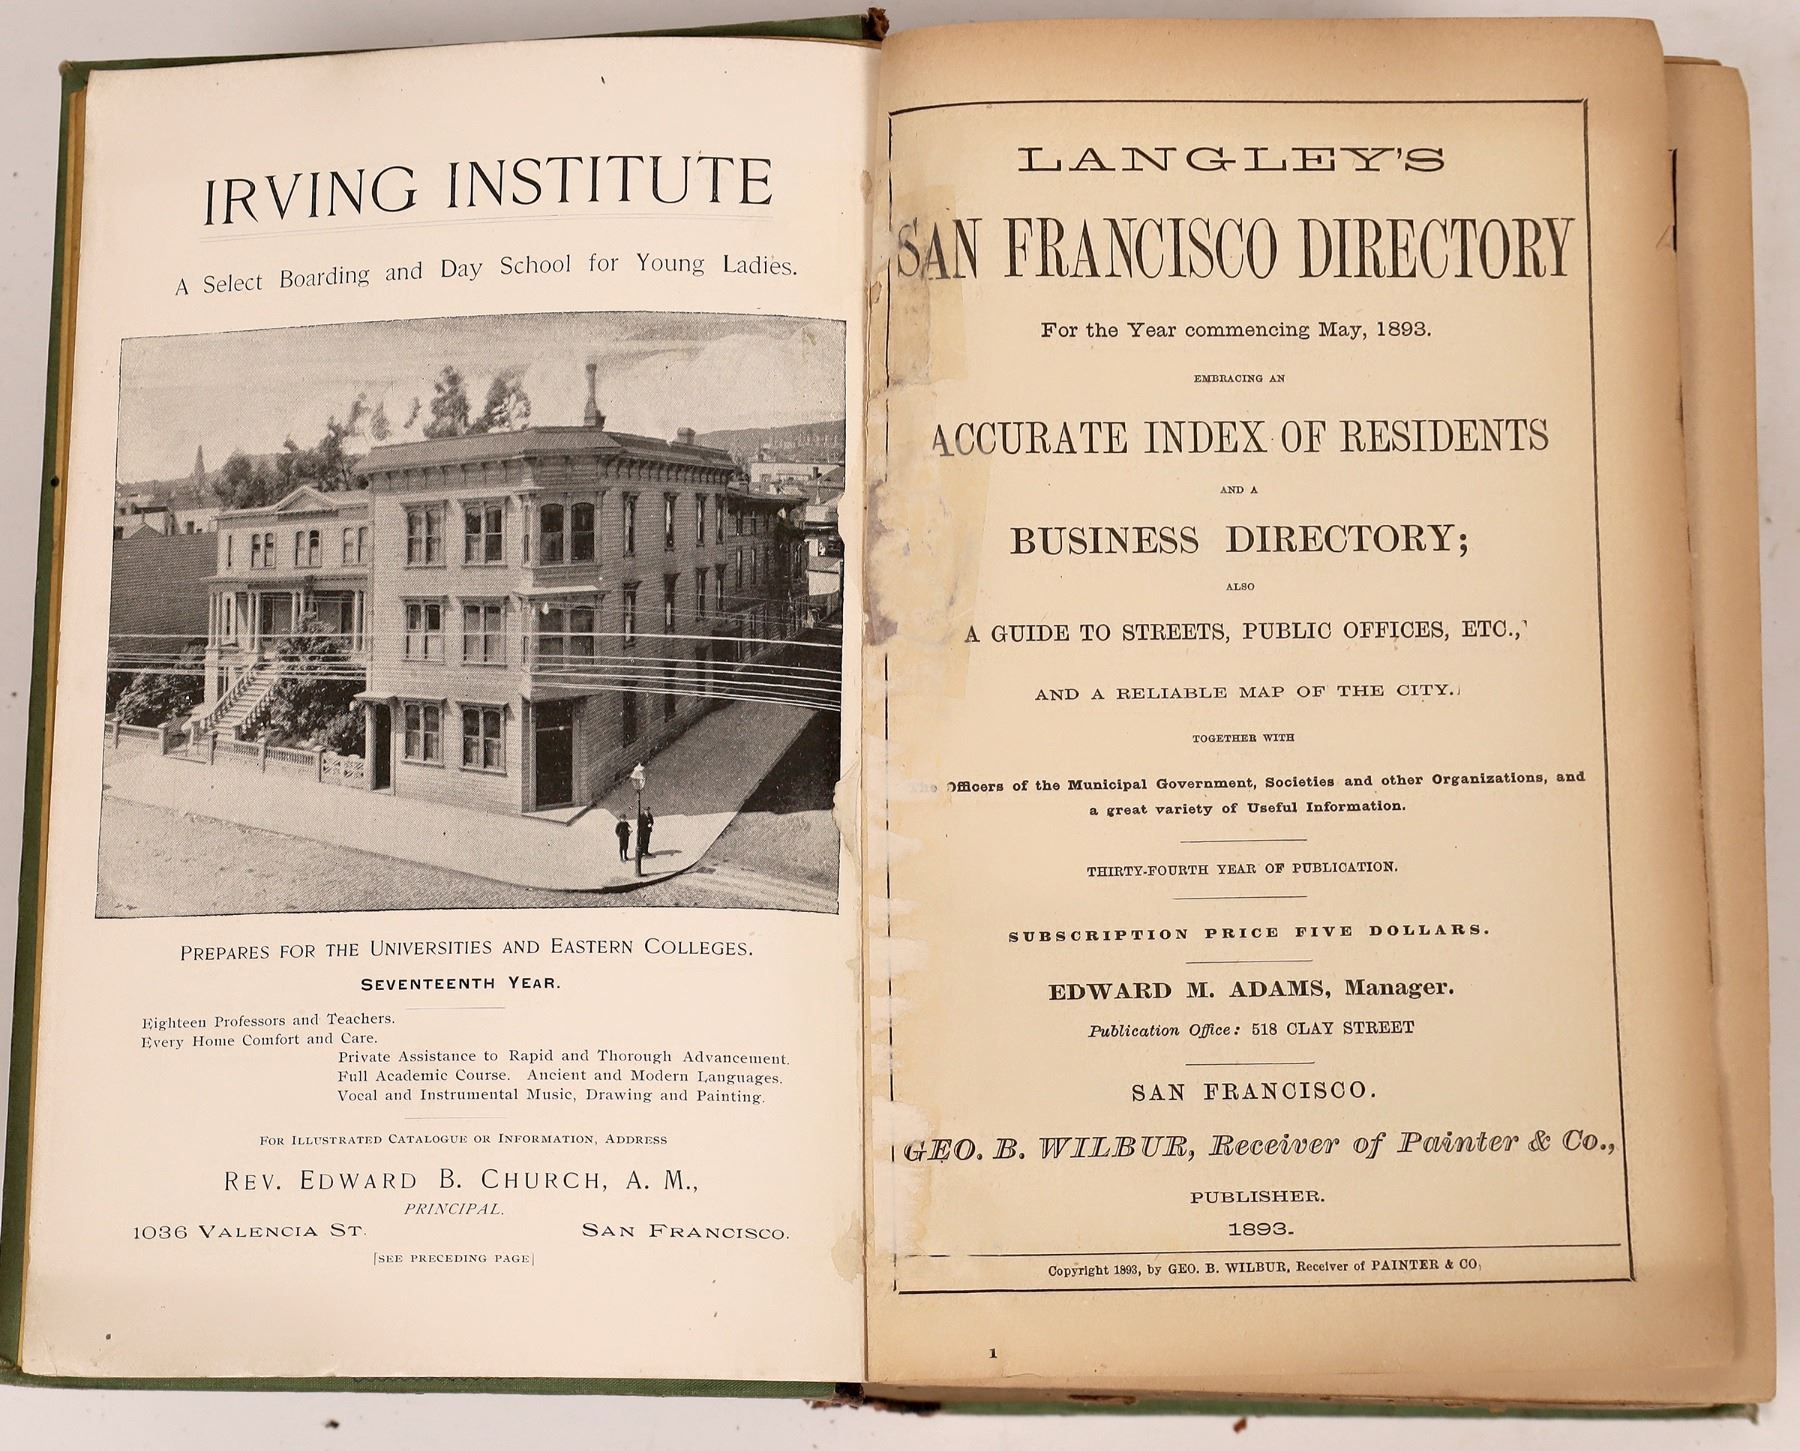 IRVING INSTITUTE
A Select Boarding and Day School for Young Ladies.
PREPARES FOR THE UNIVERSITIES AND EASTERN COLLEGES.
SEVENTEENTH YEAR.
Eighteen Professors and Teachers.
Every Home Comfort and Care.
Private Assistance to Rapid and Thorough Advancement.
Full Academic Course. Ancient and Modern Languages.
Vocal and Instrumental Music, Drawing and Painting.
FOR ILLUSTRATED CATALOGUE OR INFORMATION, ADDRESS
REV. EDWARD B. CHURCH, A. M.,
PRINCIPAL.
1036 VALENCIA ST. SAN FRANCISCO.
[SEE PRECEDING PAGE]
LANGLEY'S
SAN FRANCISCO DIRECTORY
For the Year commencing May, 1893.
EMBRACING AN
ACCURATE INDEX OF RESIDENTS
AND A
BUSINESS DIRECTORY;
ALSO
A GUIDE TO STREETS, PUBLIC OFFICES, ETC.,
AND A RELIABLE MAP OF THE CITY.
TOGETHER WITH
The Officers of the Municipal Government, Societies and other Organizations, and
a great variety of Useful Information.
THIRTY-FOURTH YEAR OF PUBLICATION.
SUBSCRIPTION PRICE FIVE DOLLARS.
EDWARD M. ADAMS, Manager.
Publication Office: 518 CLAY STREET
SAN FRANCISCO.
GEO. B. WILBUR, Receiver of Painter & Co.,
PUBLISHER.
1893.
Copyright 1893, by GEO. B. WILBUR, Receiver of PAINTER & CO,
1